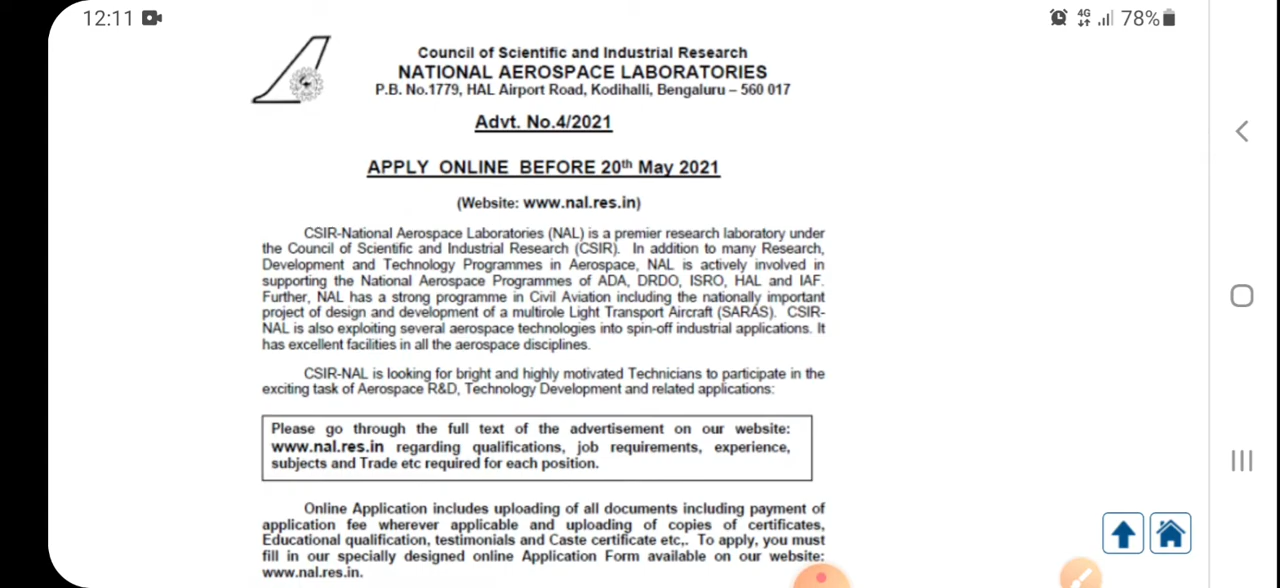 12:11
4G
78%
Council of Scientific and Industrial Research
NATIONAL AEROSPACE LABORATORIES
P.B. No.1779, HAL Airport Road, Kodihalli, Bengaluru – 560 017
Advt. No.4/2021
APPLY ONLINE BEFORE 20th May 2021
(Website: www.nal.res.in)
CSIR-National Aerospace Laboratories (NAL) is a premier research laboratory under
the Council of Scientific and Industrial Research (CSIR). In addition to many Research,
Development and Technology Programmes in Aerospace, NAL is actively involved in
supporting the National Aerospace Programmes of ADA, DRDO, ISRO, HAL and IAF.
Further, NAL has a strong programme in Civil Aviation including the nationally important
project of design and development of a multirole Light Transport Aircraft (SARAS). CSIR-
NAL is also exploiting several aerospace technologies into spin-off industrial applications. It
has excellent facilities in all the aerospace disciplines.
CSIR-NAL is looking for bright and highly motivated Technicians to participate in the
exciting task of Aerospace R&D, Technology Development and related applications:
Please go through the full text of the advertisement on our website:
www.nal.res.in regarding qualifications, job requirements, experience,
subjects and Trade etc required for each position.
Online Application includes uploading of all documents including payment of
application fee wherever applicable and uploading of copies of certificates,
Educational qualification, testimonials and Caste certificate etc,. To apply, you must
fill in our specially designed online Application Form available on our website:
www.nal.res.in.